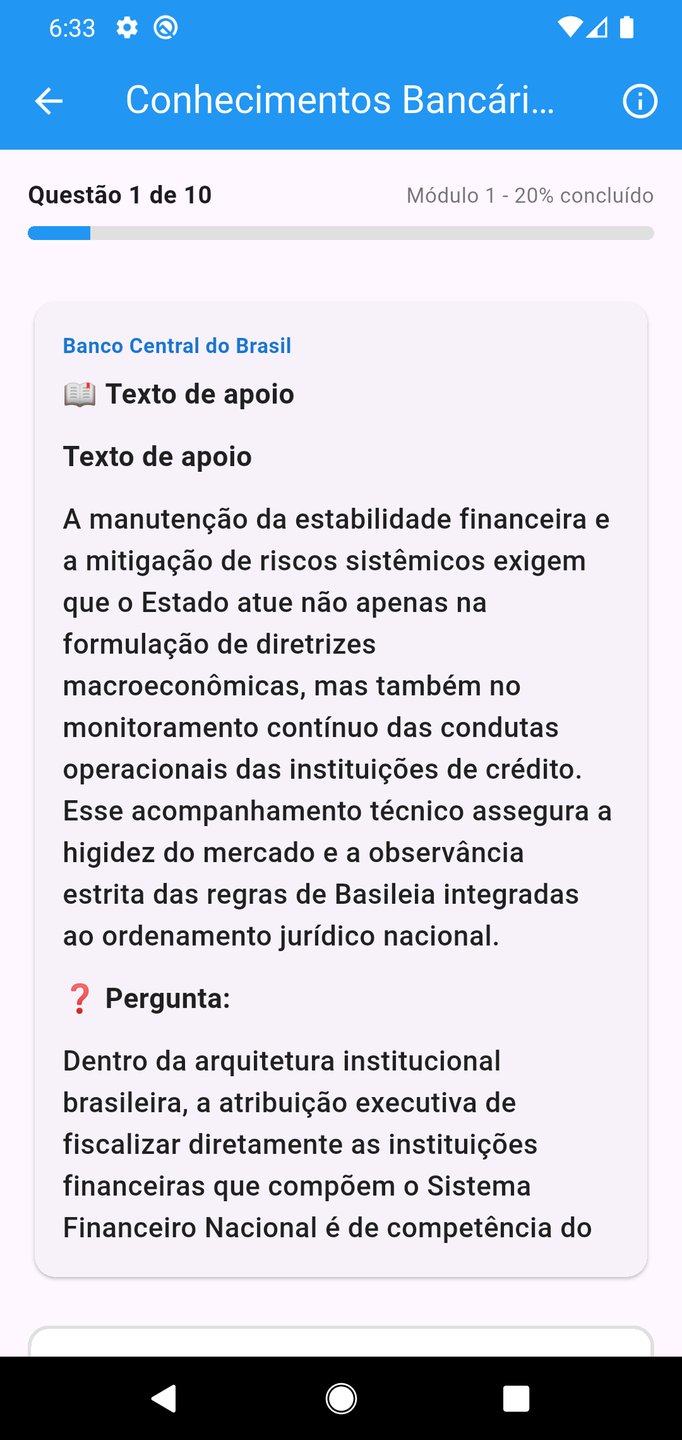 6:33
Conhecimentos Bancári...
Questão 1 de 10
Módulo 1 - 20% concluído
Banco Central do Brasil
📖 Texto de apoio
Texto de apoio
A manutenção da estabilidade financeira e
a mitigação de riscos sistêmicos exigem
que o Estado atue não apenas na
formulação de diretrizes
macroeconômicas, mas também no
monitoramento contínuo das condutas
operacionais das instituições de crédito.
Esse acompanhamento técnico assegura a
higidez do mercado e a observância
estrita das regras de Basileia integradas
ao ordenamento jurídico nacional.
❓ Pergunta:
Dentro da arquitetura institucional
brasileira, a atribuição executiva de
fiscalizar diretamente as instituições
financeiras que compõem o Sistema
Financeiro Nacional é de competência do